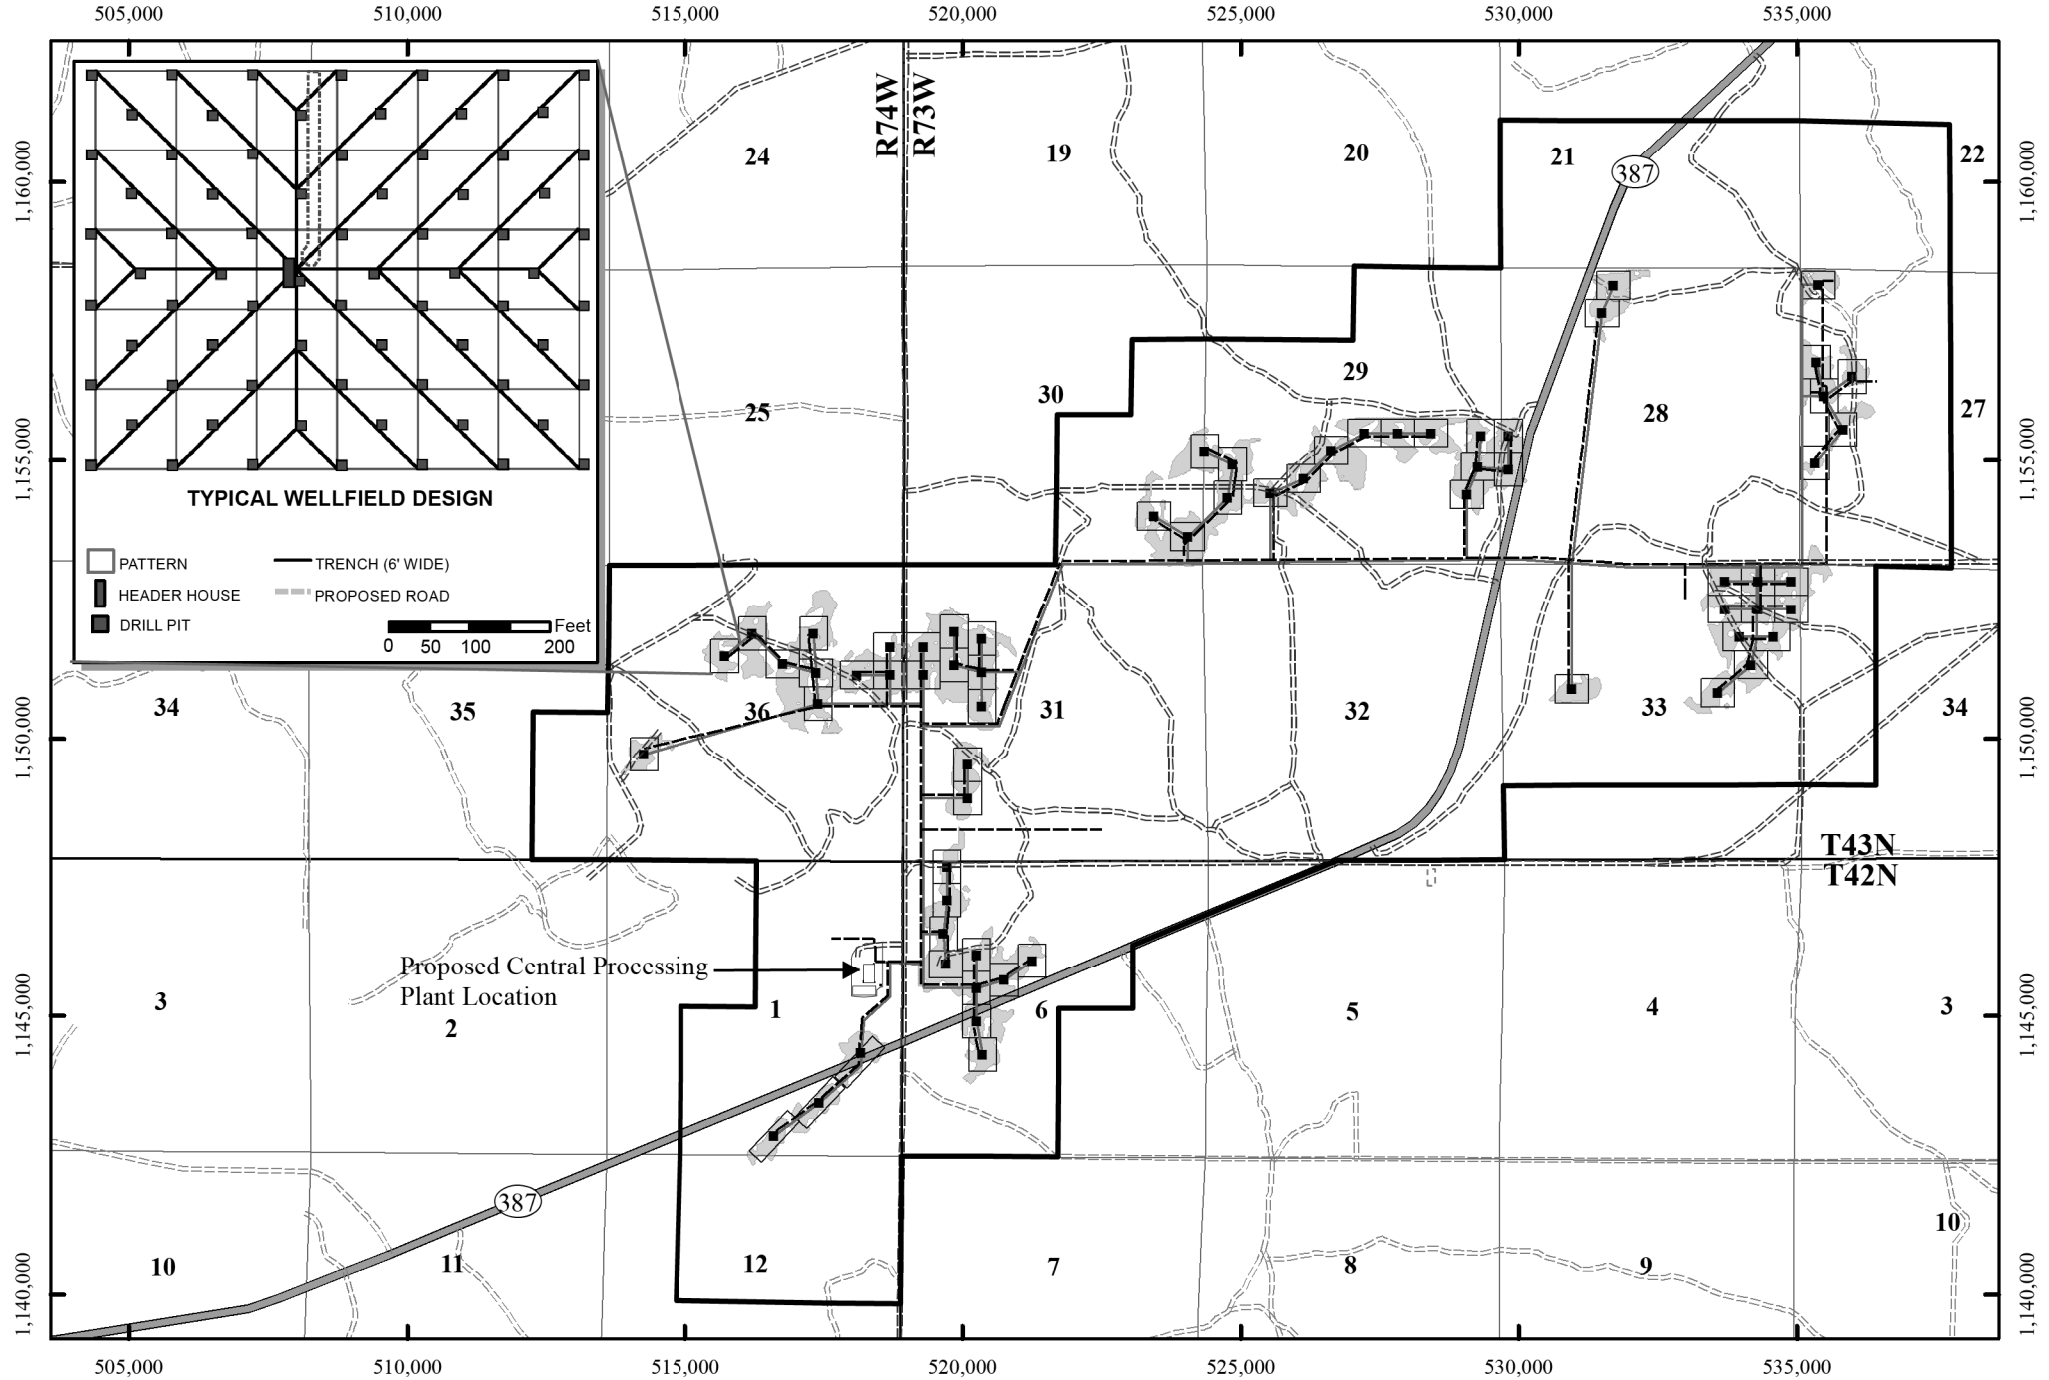 505,000 510,000 515,000 520,000 525,000 530,000 535,000
R74W
R73W
24 19 20 21 22
387
1,160,000 1,160,000
25 30 29 28 27
1,155,000 1,155,000
TYPICAL WELLFIELD DESIGN
PATTERN TRENCH (6' WIDE)
HEADER HOUSE PROPOSED ROAD
DRILL PIT
Feet
0 50 100 200
34 35 36 31 32 33 34
1,150,000 1,150,000
T43N
T42N
Proposed Central Processing
Plant Location
3 2 1 6 5 4 3
1,145,000 1,145,000
387
10 11 12 7 8 9 10
1,140,000 1,140,000
505,000 510,000 515,000 520,000 525,000 530,000 535,000